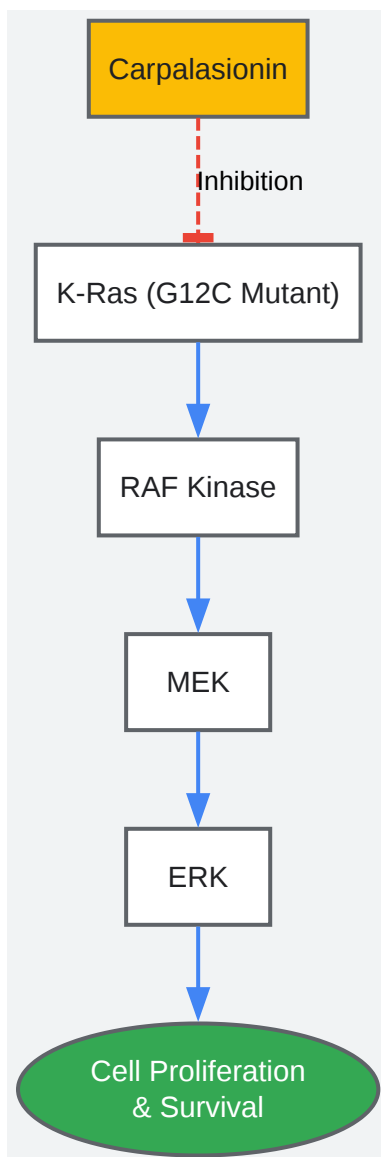 Carpalasionin
Inhibition
K-Ras (G12C Mutant)
RAF Kinase
MEK
ERK
Cell Proliferation
& Survival